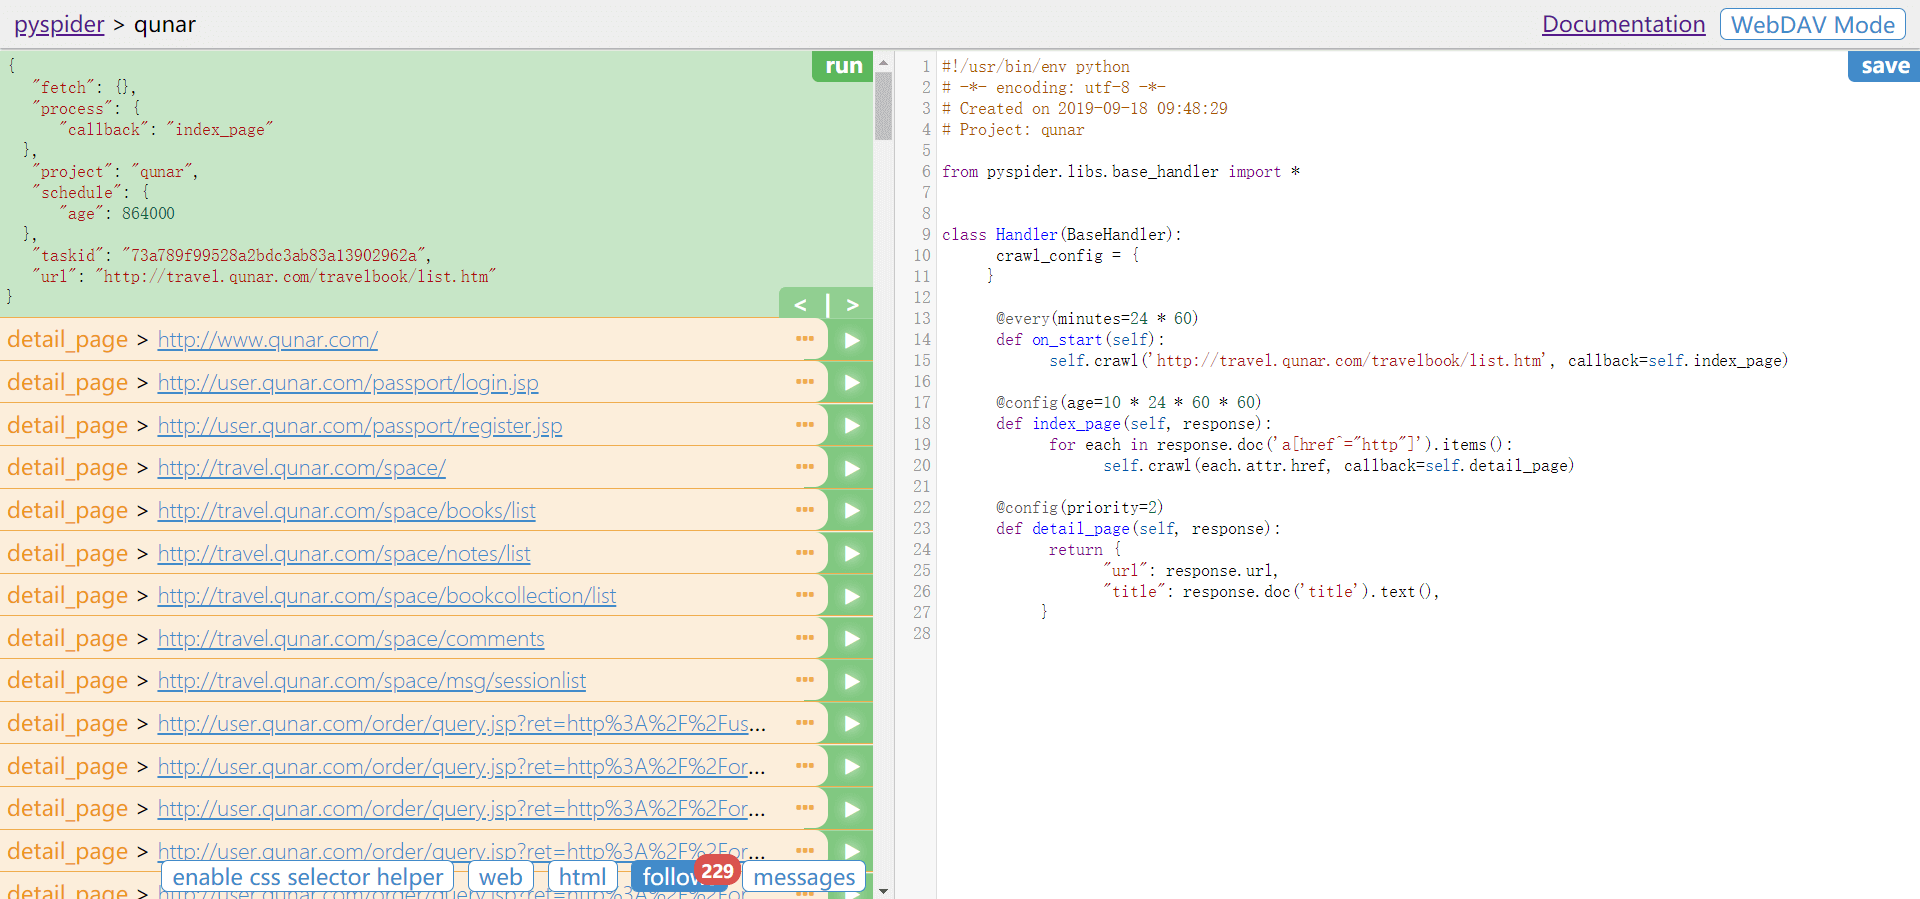 pyspider > qunar
Documentation
WebDAV Mode
{
"fetch": {},
"process": {
"callback": "index_page"
},
"project": "qunar",
"schedule": {
"age": 864000
},
"taskid": "73a789f99528a2bdc3ab83a13902962a",
"url": "http://travel.qunar.com/travelbook/list.htm"
}
run
< | >
detail_page > http://www.qunar.com/ ...
detail_page > http://user.qunar.com/passport/login.jsp ...
detail_page > http://user.qunar.com/passport/register.jsp ...
detail_page > http://travel.qunar.com/space/ ...
detail_page > http://travel.qunar.com/space/books/list ...
detail_page > http://travel.qunar.com/space/notes/list ...
detail_page > http://travel.qunar.com/space/bookcollection/list ...
detail_page > http://travel.qunar.com/space/comments ...
detail_page > http://travel.qunar.com/space/msg/sessionlist ...
detail_page > http://user.qunar.com/order/query.jsp?ret=http%3A%2F%2Fus... ...
detail_page > http://user.qunar.com/order/query.jsp?ret=http%3A%2F%2For... ...
detail_page > http://user.qunar.com/order/query.jsp?ret=http%3A%2F%2For... ...
detail_page > http://user.qunar.com/order/query.jsp?ret=http%3A%2F%2For... ...
detail_page >
enable css selector helper
web
html
follow
229
messages
save
1 #!/usr/bin/env python
2 # -*- encoding: utf-8 -*-
3 # Created on 2019-09-18 09:48:29
4 # Project: qunar
5
6 from pyspider.libs.base_handler import *
7
8
9 class Handler(BaseHandler):
10 crawl_config = {
11 }
12
13 @every(minutes=24 * 60)
14 def on_start(self):
15 self.crawl('http://travel.qunar.com/travelbook/list.htm', callback=self.index_page)
16
17 @config(age=10 * 24 * 60 * 60)
18 def index_page(self, response):
19 for each in response.doc('a[href^="http"]').items():
20 self.crawl(each.attr.href, callback=self.detail_page)
21
22 @config(priority=2)
23 def detail_page(self, response):
24 return {
25 "url": response.url,
26 "title": response.doc('title').text(),
27 }
28